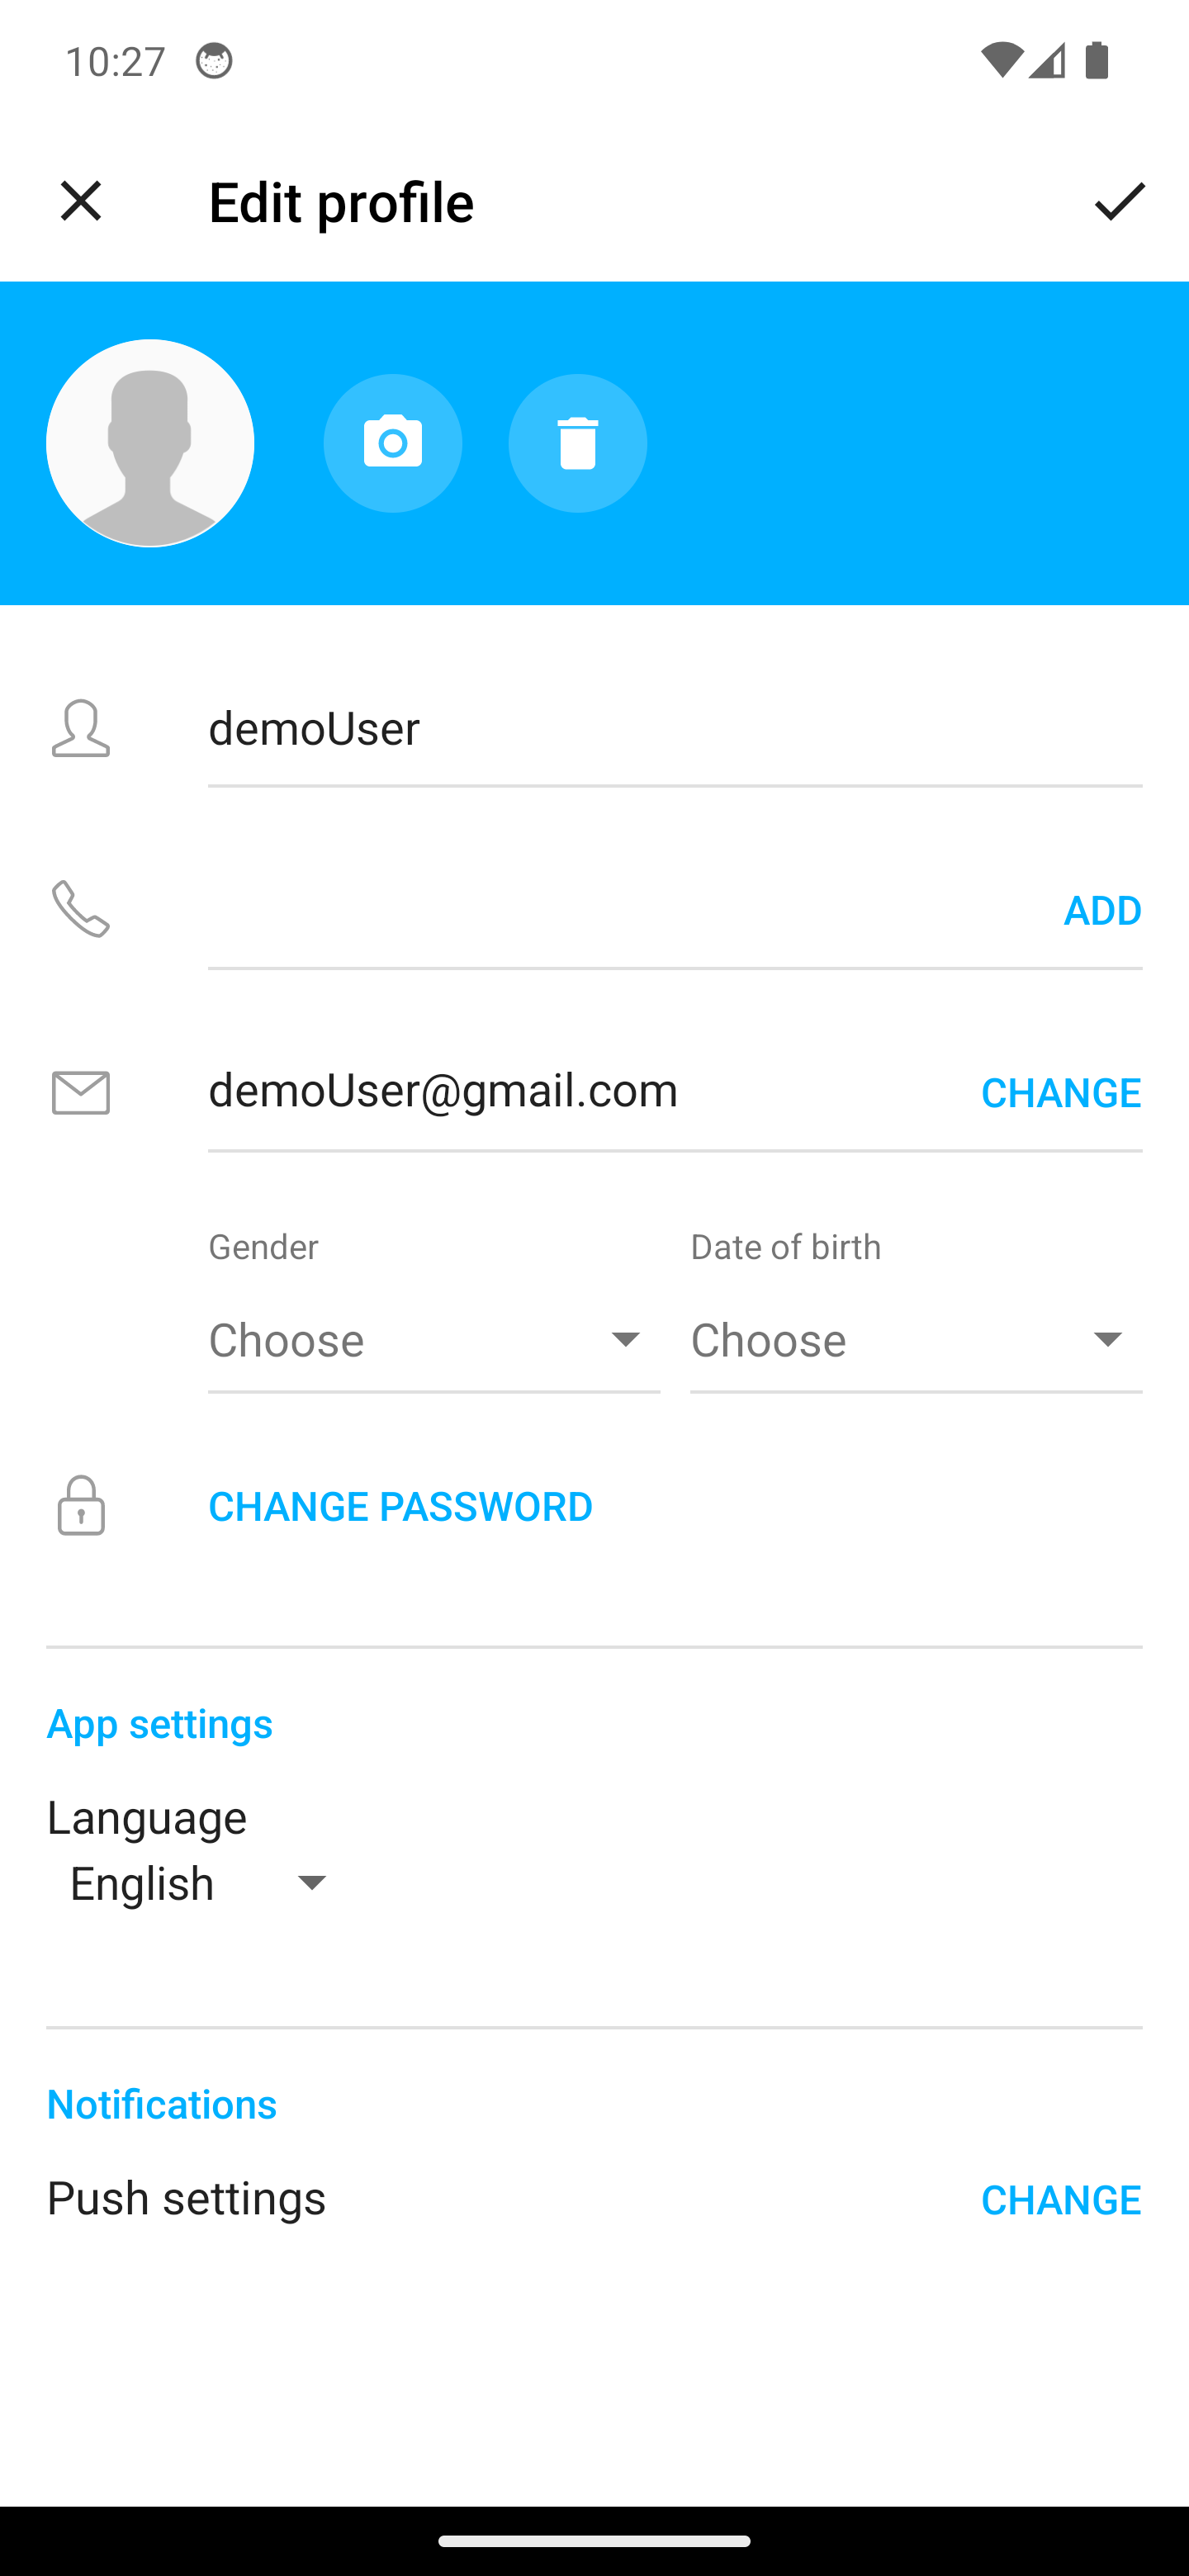 10:27
Edit profile
demoUser
ADD
demoUser@gmail.com CHANGE
Gender Date of birth
Choose Choose
CHANGE PASSWORD
App settings
Language
English
Notifications
Push settings CHANGE